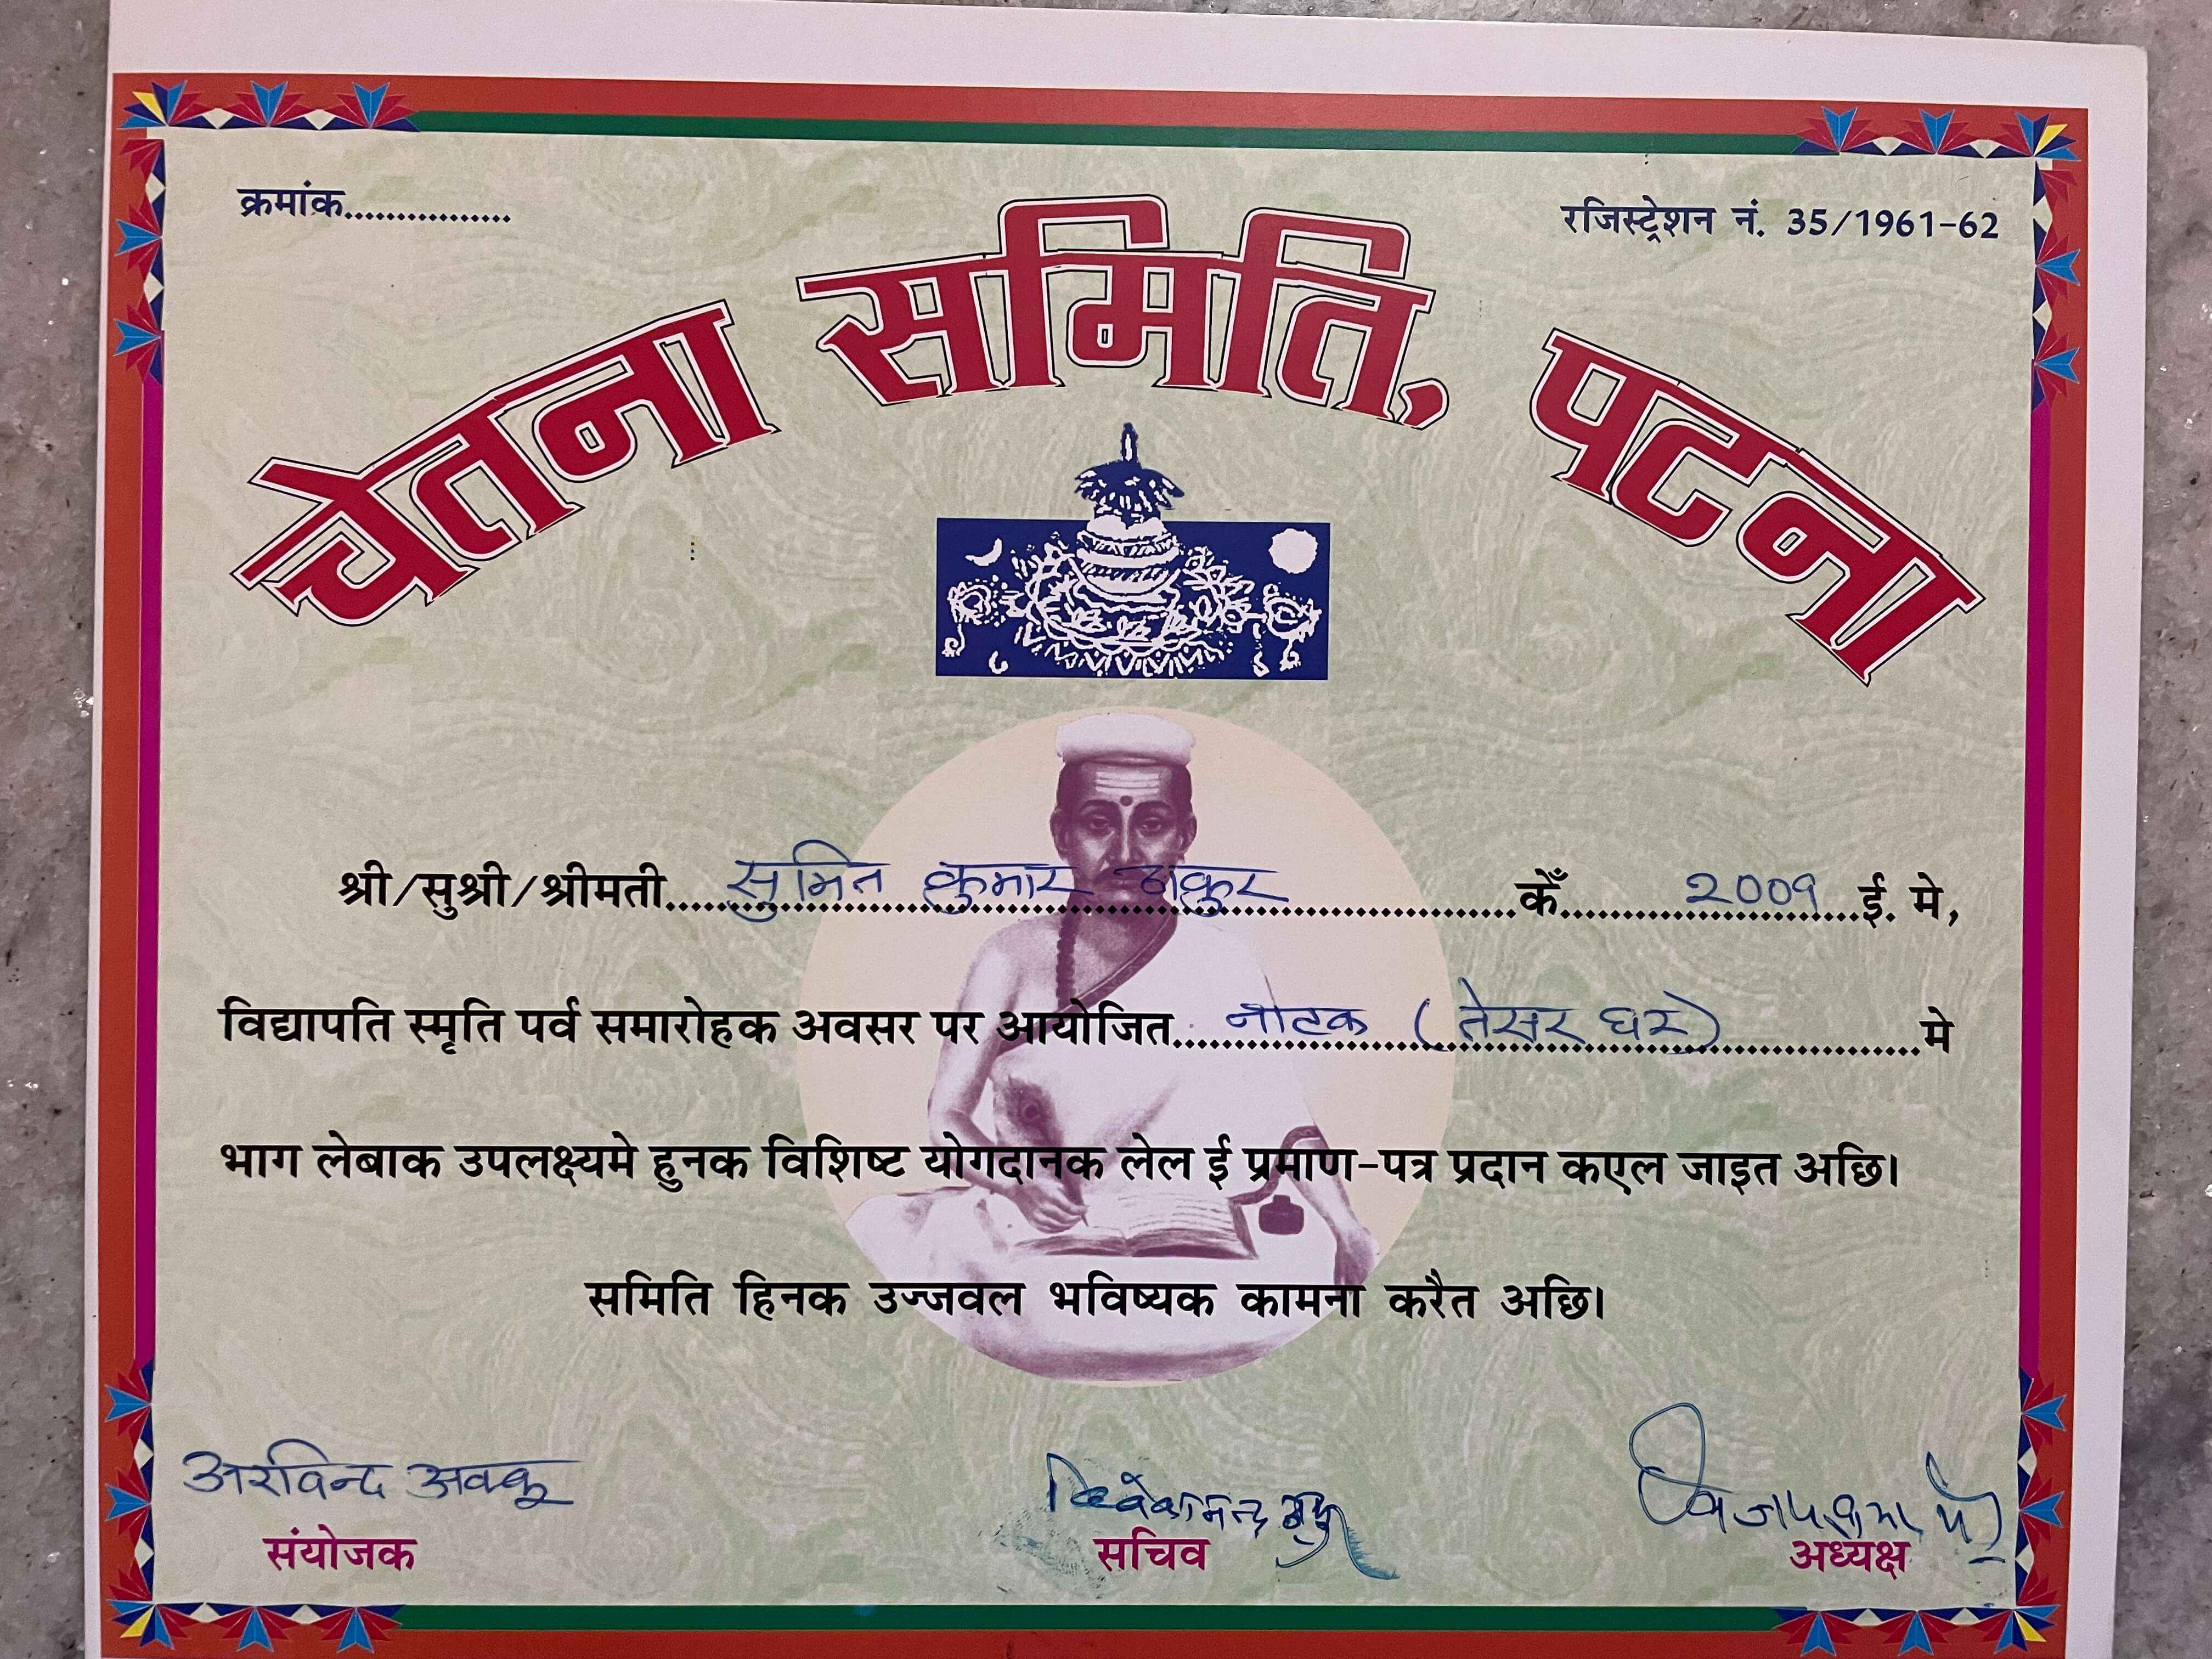 क्रमांक................
रजिस्ट्रेशन नं. 35/1961-62
चेतना समिति, पटना
श्री/सुश्री/श्रीमती.....सुमित कुमार ठाकुर.....केँ.....2009.....ई. मे,
विद्यापति स्मृति पर्व समारोहक अवसर पर आयोजित.....नाटक (तेसर घर).....मे
भाग लेबाक उपलक्ष्यमे हुनक विशिष्ट योगदानक लेल ई प्रमाण-पत्र प्रदान कएल जाइत अछि।
समिति हिनक उज्जवल भविष्यक कामना करैत अछि।
अरविन्द अक्कू
संयोजक
विवेकानन्द
सचिव
अध्यक्ष